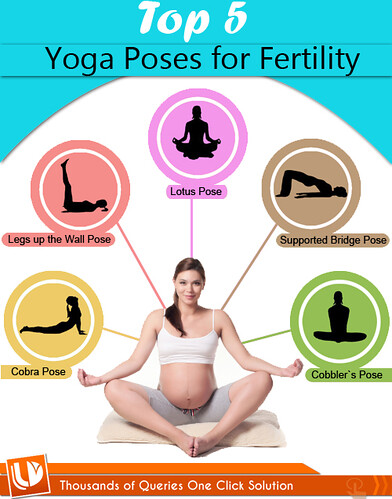 Top 5
Yoga Poses for Fertility
Lotus Pose
Legs up the Wall Pose
Supported Bridge Pose
Cobra Pose
Cobbler`s Pose
Thousands of Queries One Click Solution